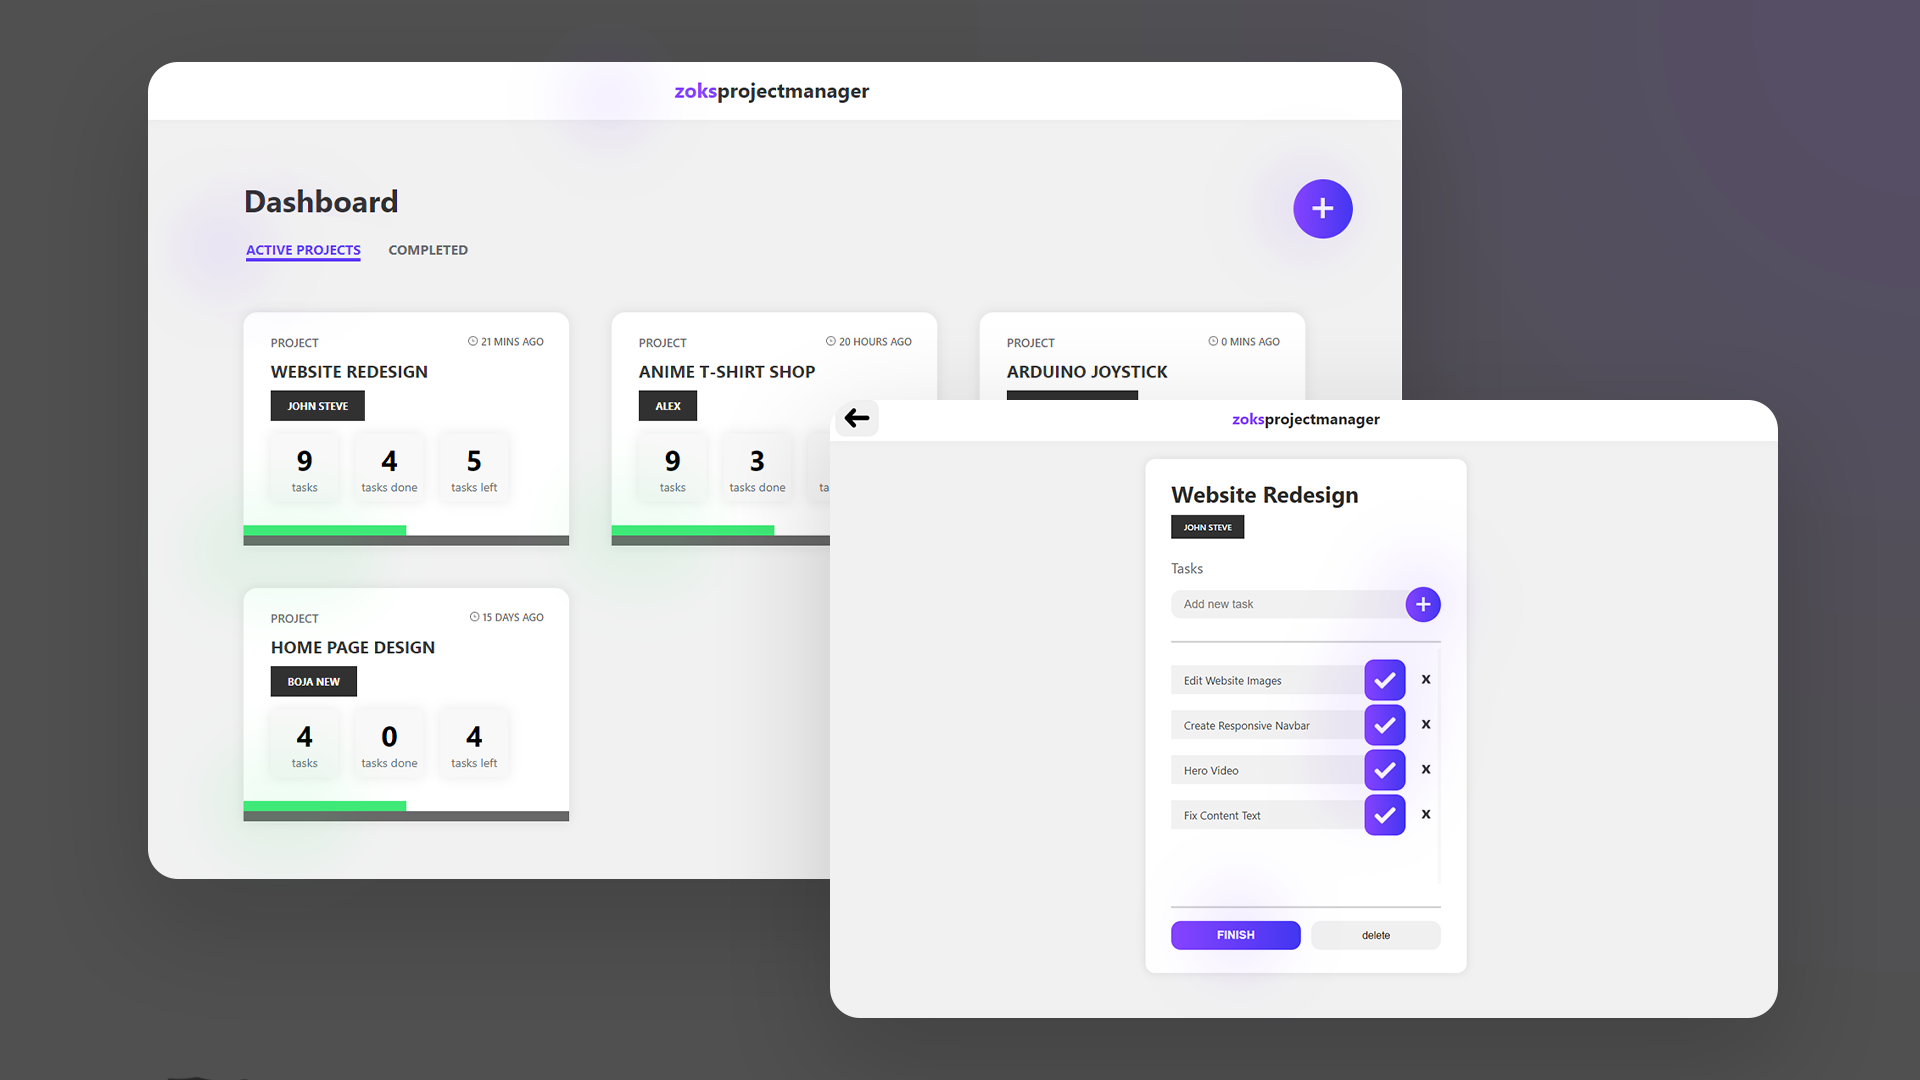 zoksprojectmanager
Dashboard
ACTIVE PROJECTS COMPLETED
PROJECT 21 MINS AGO
WEBSITE REDESIGN
JOHN STEVE
9 4 5
tasks tasks done tasks left
PROJECT 20 HOURS AGO
ANIME T-SHIRT SHOP
ALEX
9 3
tasks tasks done ta
PROJECT 0 MINS AGO
ARDUINO JOYSTICK
PROJECT 15 DAYS AGO
HOME PAGE DESIGN
BOJA NEW
4 0 4
tasks tasks done tasks left
zoksprojectmanager
Website Redesign
JOHN STEVE
Tasks
Add new task
Edit Website Images X
Create Responsive Navbar X
Hero Video X
Fix Content Text X
FINISH delete